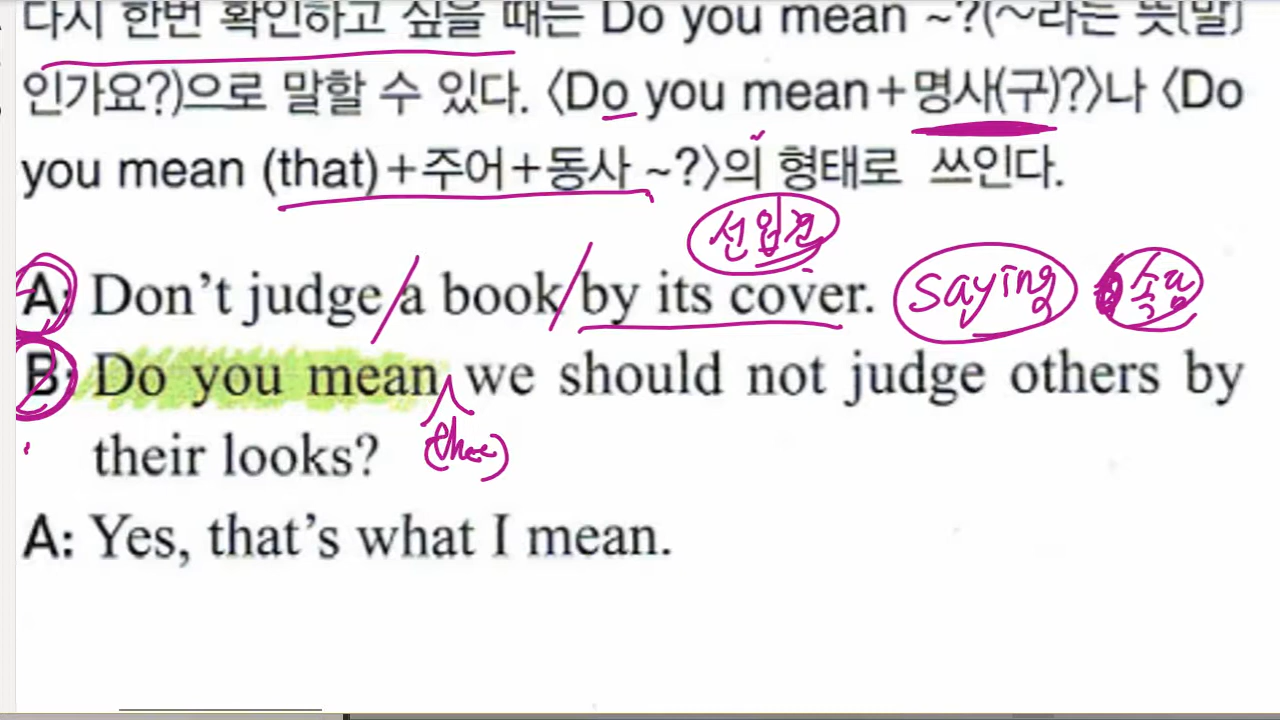 다시 한번 확인하고 싶을 때는 Do you mean ~?(~라는 뜻[말]
인가요?)으로 말할 수 있다. 〈Do you mean+명사(구)?〉나 〈Do
you mean (that)+주어+동사 ~?〉의 형태로 쓰인다.
선입견
A: Don't judge / a book / by its cover. saying 속담
B: Do you mean we should not judge others by
their looks? (that)
A: Yes, that's what I mean.